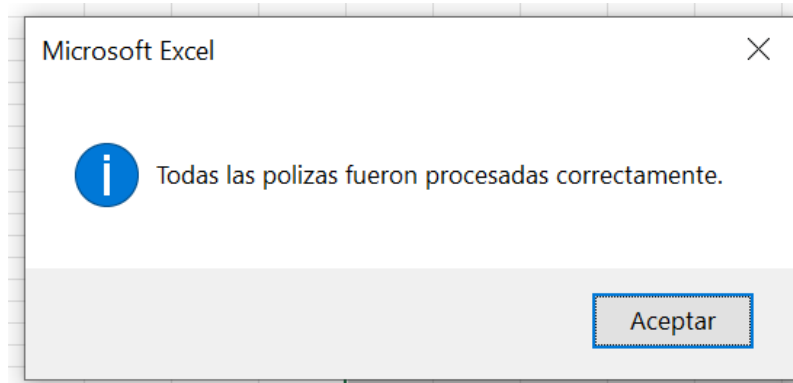 Microsoft Excel
Todas las polizas fueron procesadas correctamente.
Aceptar